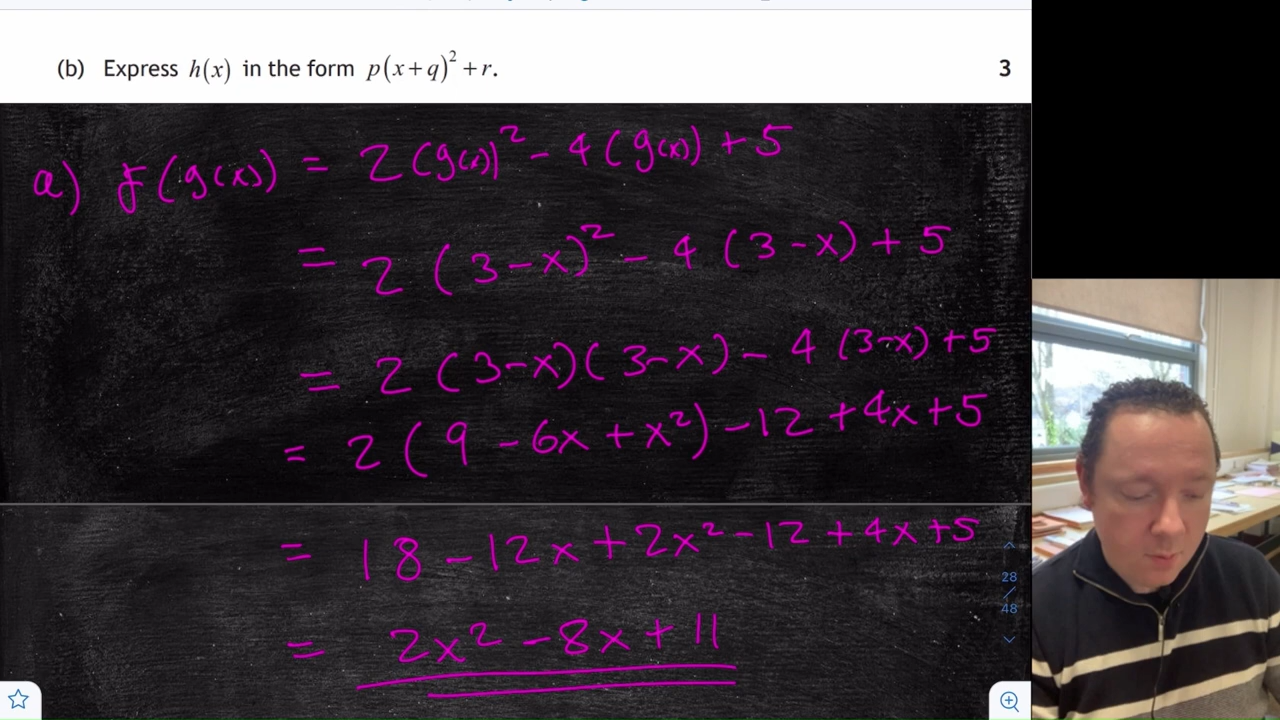 (b) Express h(x) in the form p(x+q)² + r. 3
a) f(g(x)) = 2(g(x))² - 4(g(x)) + 5
= 2(3-x)² - 4(3-x) + 5
= 2(3-x)(3-x) - 4(3-x) + 5
= 2(9 - 6x + x²) - 12 + 4x + 5
= 18 - 12x + 2x² - 12 + 4x + 5
28
/
48
= 2x² - 8x + 11